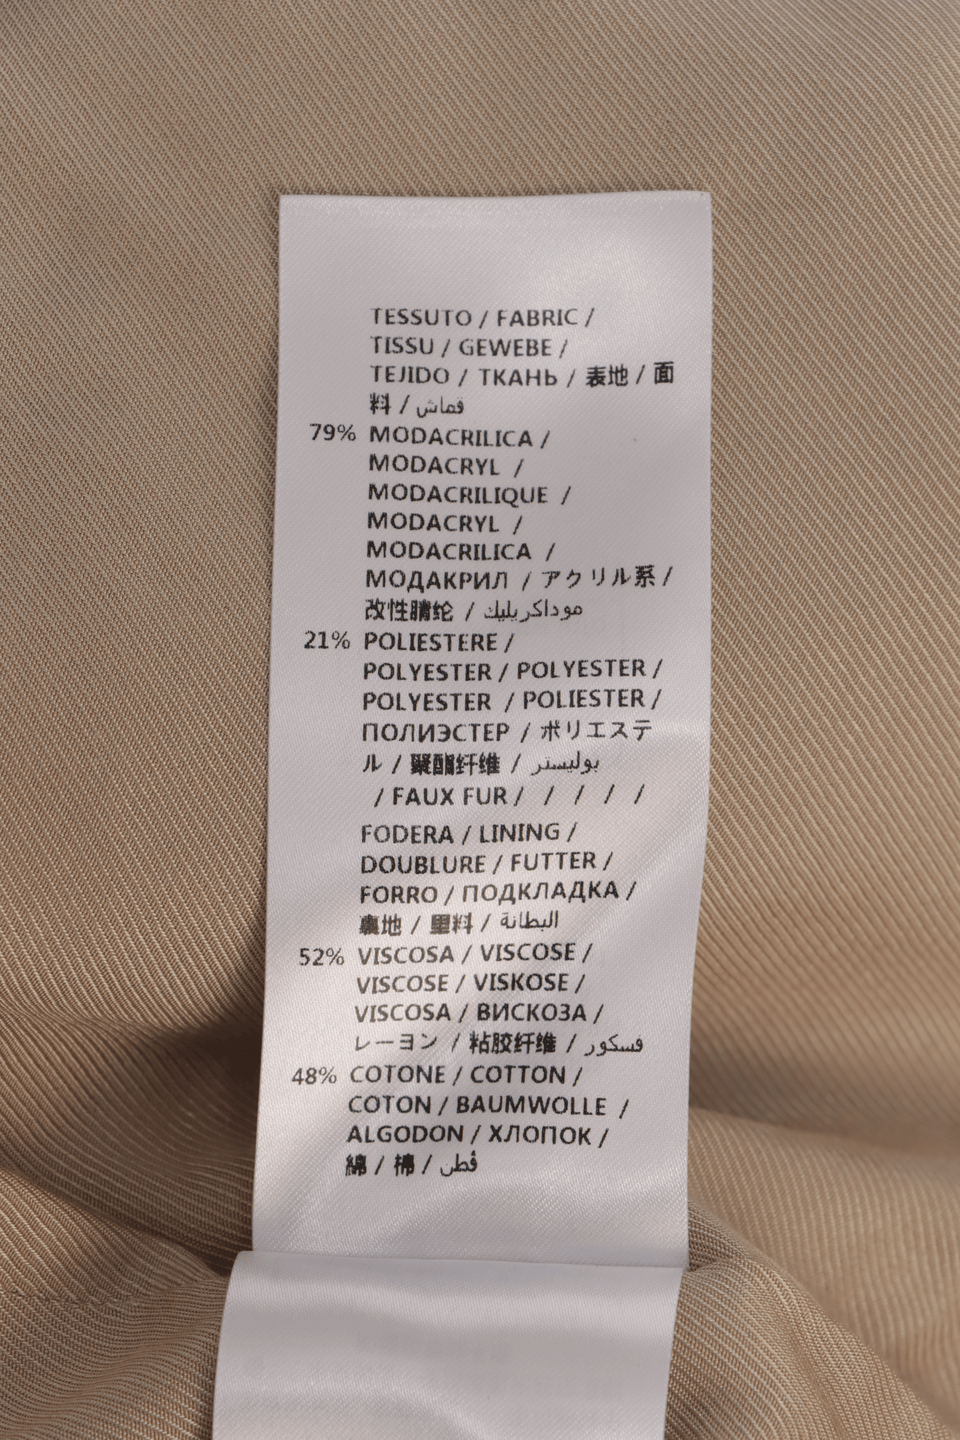 TESSUTO / FABRIC /
TISSU / GEWEBE /
TEJIDO / ТКАНЬ / 表地 / 面
料 / قماش
79% MODACRILICA /
MODACRYL /
MODACRILIQUE /
MODACRYL /
MODACRILICA /
МОДАКРИЛ / アクリル系 /
改性腈纶 / موداكريليك
21% POLIESTERE /
POLYESTER / POLYESTER /
POLYESTER / POLIESTER /
ПОЛИЭСТЕР / ポリエステ
ル / 聚酯纤维 / بوليستر
/ FAUX FUR / / / / /
FODERA / LINING /
DOUBLURE / FUTTER /
FORRO / ПОДКЛАДКА /
裏地 / 里料 / البطانة
52% VISCOSA / VISCOSE /
VISCOSE / VISKOSE /
VISCOSA / ВИСКОЗА /
レーヨン / 粘胶纤维 / فسكور
48% COTONE / COTTON /
COTON / BAUMWOLLE /
ALGODON / ХЛОПОК /
綿 / 棉 / قطن